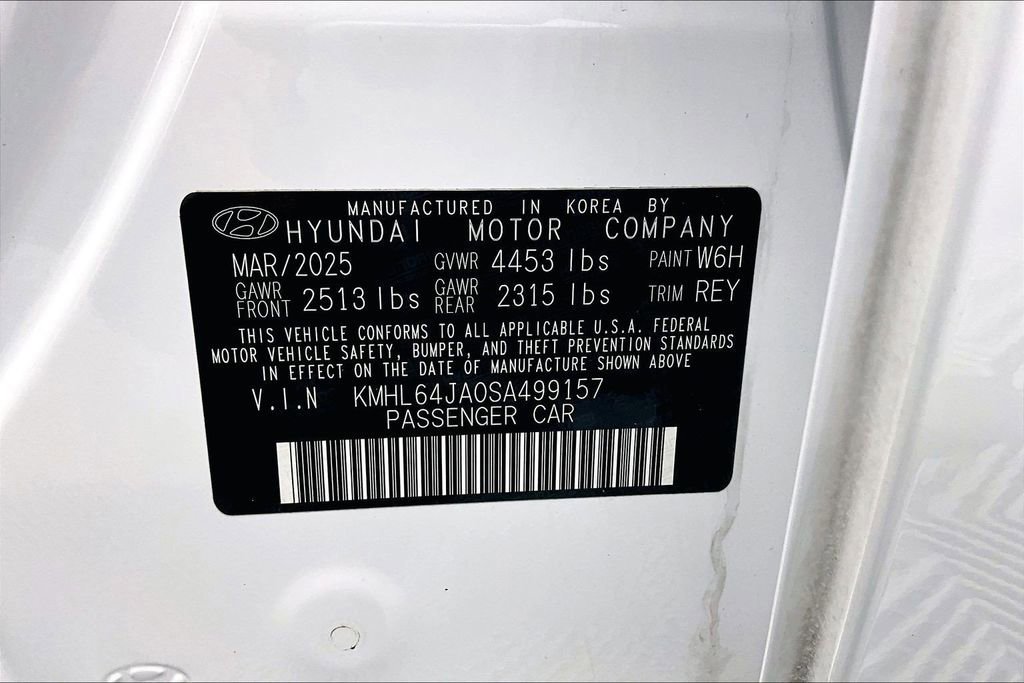 MANUFACTURED IN KOREA BY
HYUNDAI MOTOR COMPANY
MAR/2025 GVWR 4453 lbs PAINT W6H
GAWR FRONT 2513 lbs GAWR REAR 2315 lbs TRIM REY
THIS VEHICLE CONFORMS TO ALL APPLICABLE U.S.A. FEDERAL
MOTOR VEHICLE SAFETY, BUMPER, AND THEFT PREVENTION STANDARDS
IN EFFECT ON THE DATE OF MANUFACTURE SHOWN ABOVE
V.I.N KMHL64JA0SA499157
PASSENGER CAR